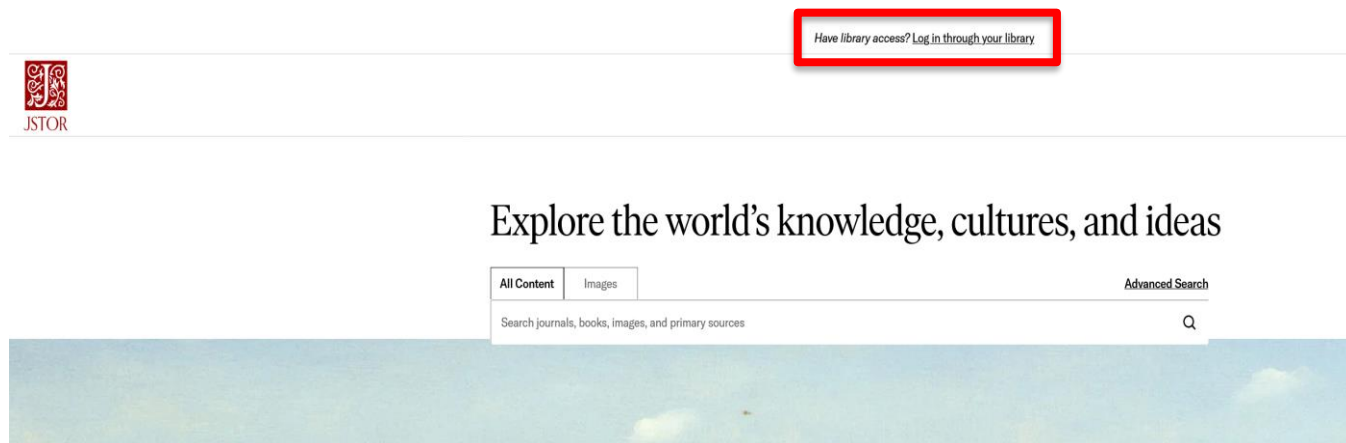 Have library access? Log in through your library
JSTOR
Explore the world’s knowledge, cultures, and ideas
All Content Images Advanced Search
Search journals, books, images, and primary sources